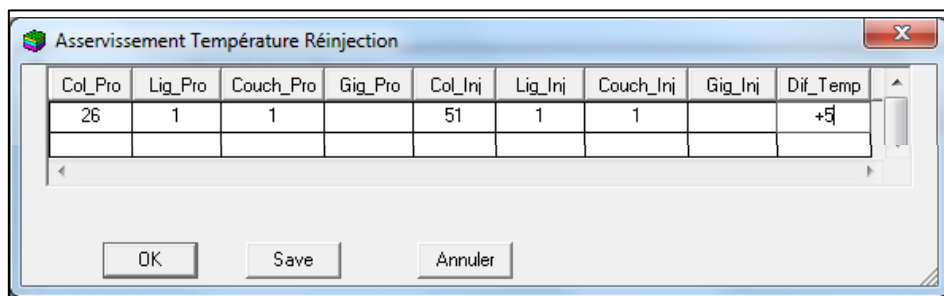 Asservissement Température Réinjection
Col_Pro Lig_Pro Couch_Pro Gig_Pro Col_Inj Lig_Inj Couch_Inj Gig_Inj Dif_Temp
26 1 1 51 1 1 +5
OK Save Annuler